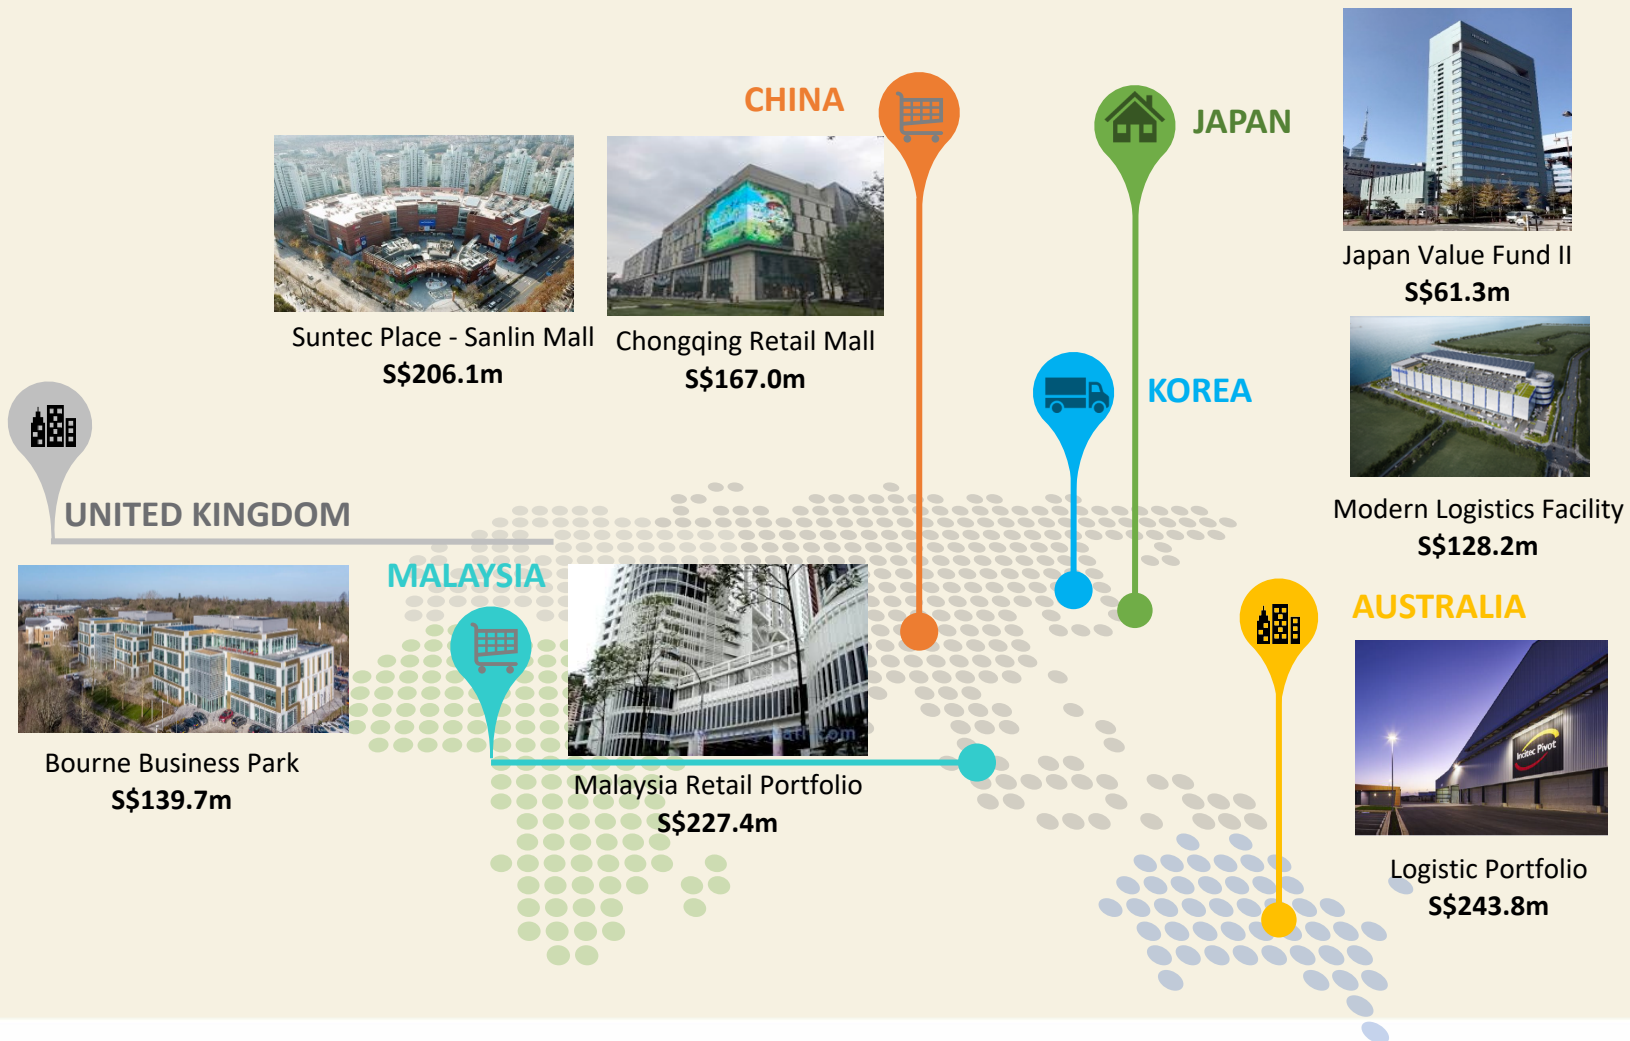 CHINA
JAPAN
Japan Value Fund II
S$61.3m
Suntec Place - Sanlin Mall
S$206.1m
Chongqing Retail Mall
S$167.0m
KOREA
Modern Logistics Facility
S$128.2m
UNITED KINGDOM
Bourne Business Park
S$139.7m
MALAYSIA
Malaysia Retail Portfolio
S$227.4m
AUSTRALIA
Incitec Pivot
Logistic Portfolio
S$243.8m